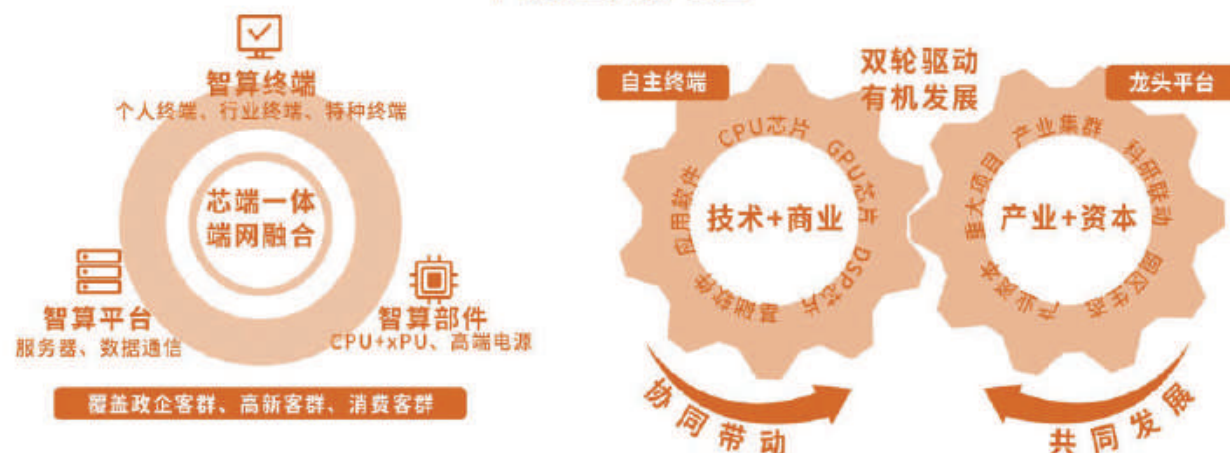 智算终端
个人终端、行业终端、特种终端
芯端一体
端网融合
智算平台
服务器、数据通信
智算部件
CPU+xPU、高端电源
覆盖政企客群、高新客群、消费客群
自主终端
双轮驱动
有机发展
龙头平台
CPU芯片
GPU芯片
DSP芯片
基础软件
应用软件
技术+商业
重大项目
产业集群
科研联动
园区生态
产业资本
产业+资本
协同带动
共同发展